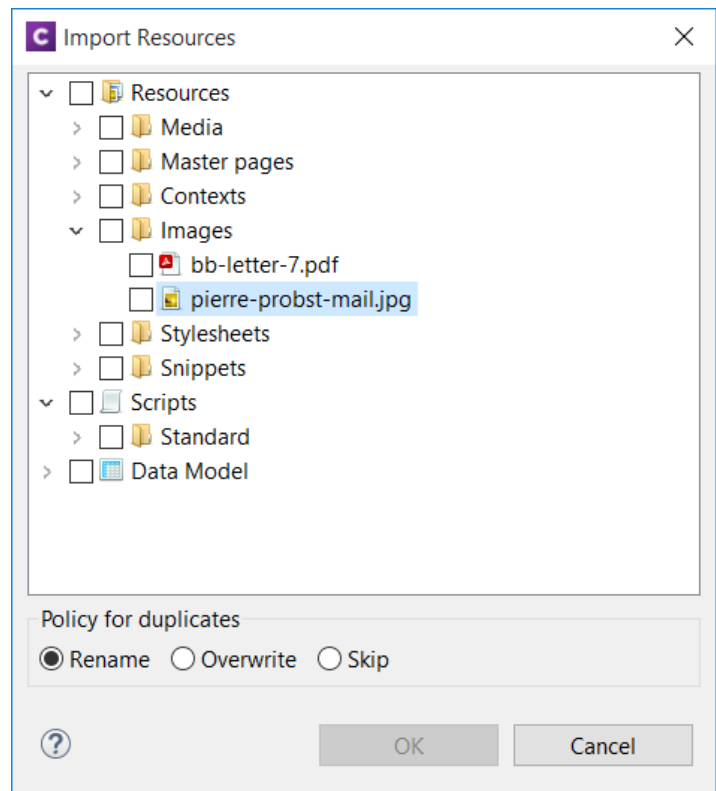 Import Resources
Resources
Media
Master pages
Contexts
Images
bb-letter-7.pdf
pierre-probst-mail.jpg
Stylesheets
Snippets
Scripts
Standard
Data Model
Policy for duplicates
Rename Overwrite Skip
OK Cancel